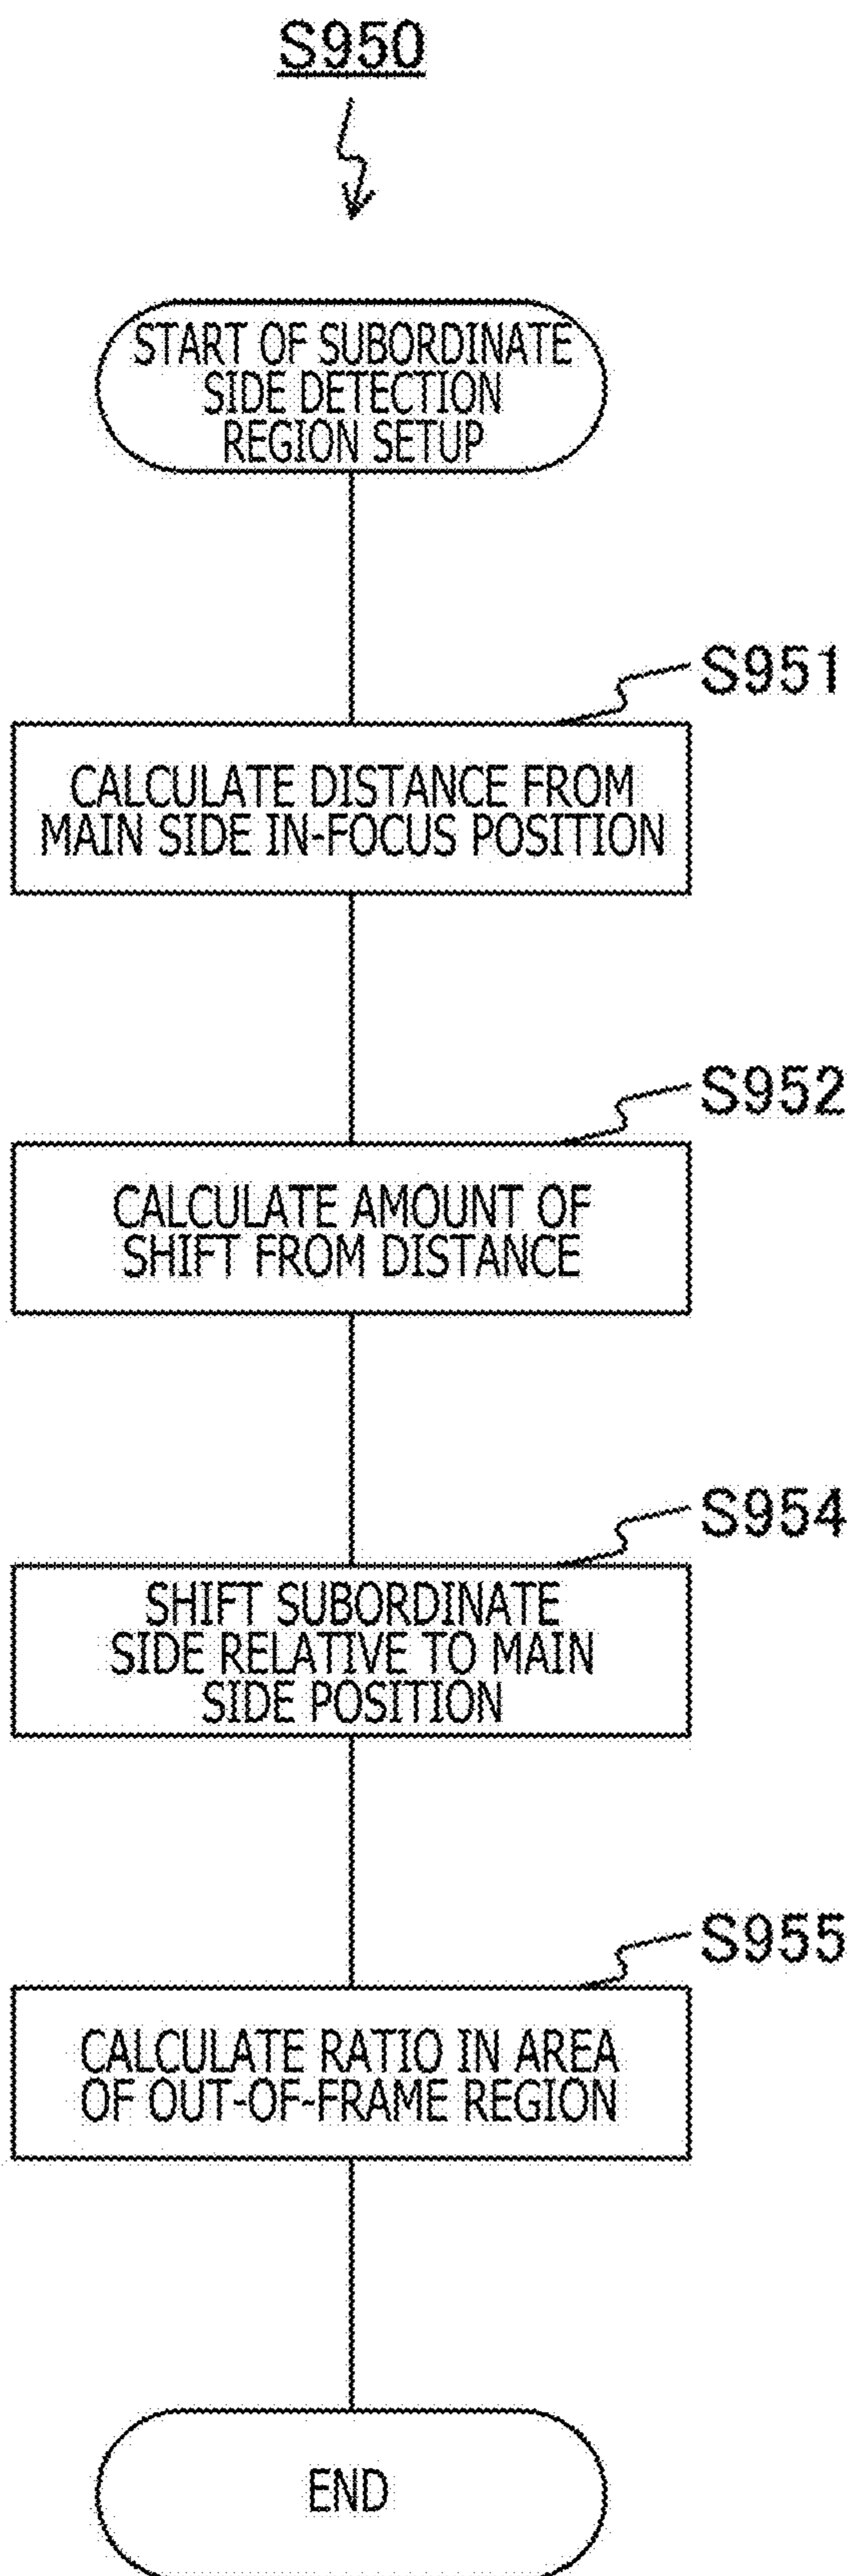 S950
START OF SUBORDINATE
SIDE DETECTION
REGION SETUP
S951
CALCULATE DISTANCE FROM
MAIN SIDE IN-FOCUS POSITION
S952
CALCULATE AMOUNT OF
SHIFT FROM DISTANCE
S954
SHIFT SUBORDINATE
SIDE RELATIVE TO MAIN
SIDE POSITION
S955
CALCULATE RATIO IN AREA
OF OUT-OF-FRAME REGION
END